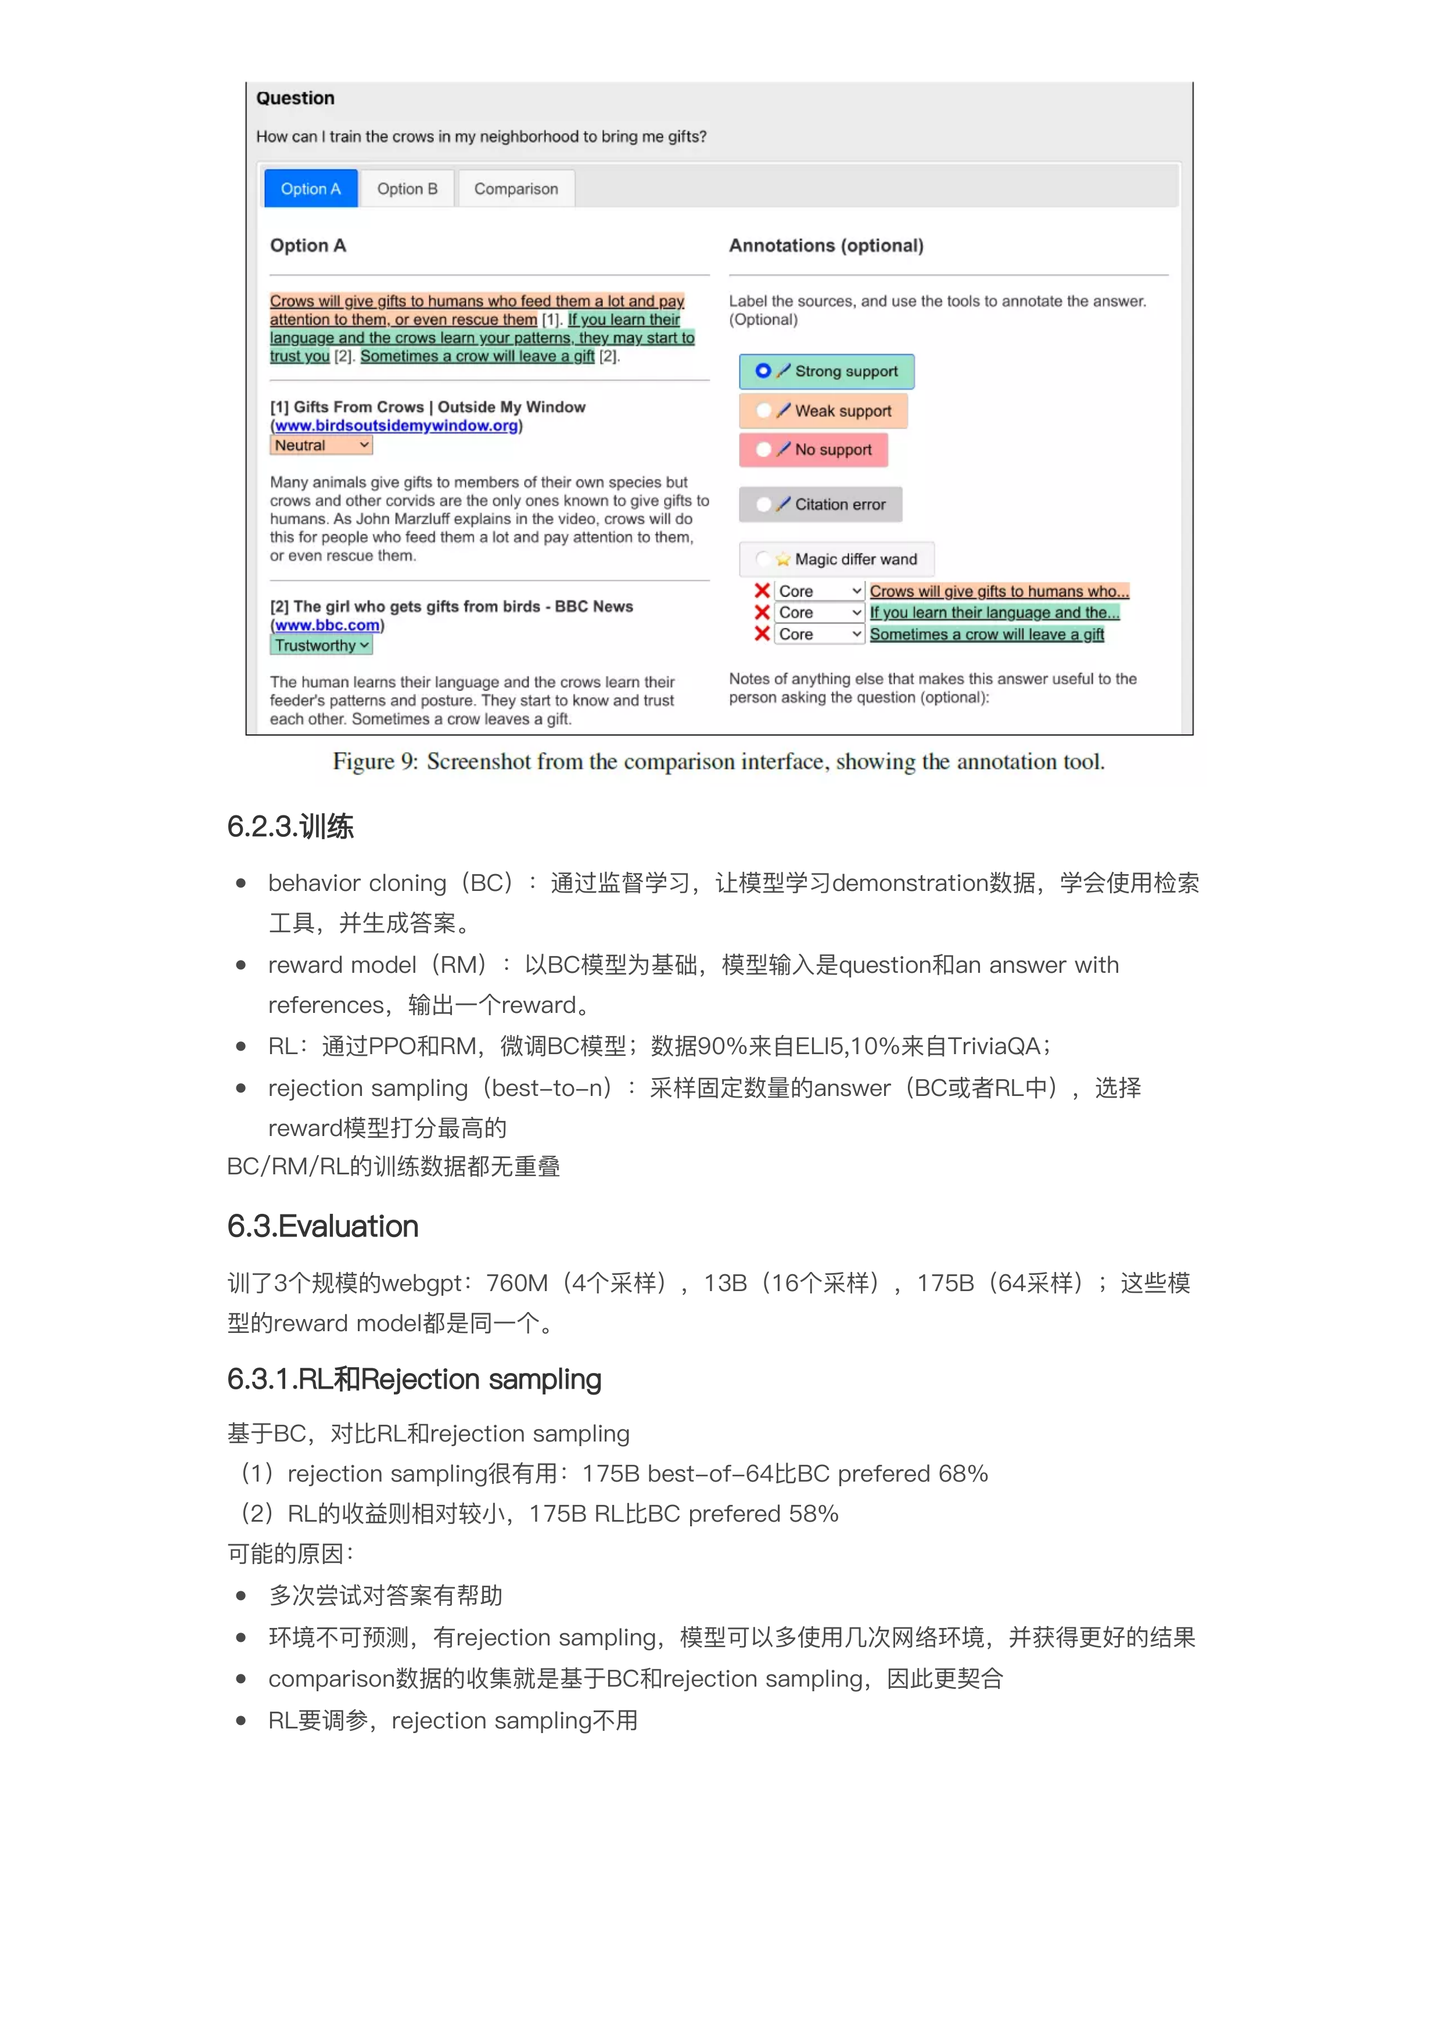 Question
How can I train the crows in my neighborhood to bring me gifts?
Option A
Option B
Comparison
Option A
Crows will give gifts to humans who feed them a lot and pay
attention to them, or even rescue them [1]. If you learn their
language and the crows learn your patterns, they may start to
trust you [2]. Sometimes a crow will leave a gift [2].
[1] Gifts From Crows | Outside My Window
(www.birdsoutsidemywindow.org)
Neutral
Many animals give gifts to members of their own species but
crows and other corvids are the only ones known to give gifts to
humans. As John Marzluff explains in the video, crows will do
this for people who feed them a lot and pay attention to them,
or even rescue them.
[2] The girl who gets gifts from birds - BBC News
(www.bbc.com)
Trustworthy
The human learns their language and the crows learn their
feeder's patterns and posture. They start to know and trust
each other. Sometimes a crow leaves a gift.
Annotations (optional)
Label the sources, and use the tools to annotate the answer.
(Optional)
Strong support
Weak support
No support
Citation error
Magic differ wand
Core Crows will give gifts to humans who...
Core If you learn their language and the...
Core Sometimes a crow will leave a gift
Notes of anything else that makes this answer useful to the
person asking the question (optional):
Figure 9: Screenshot from the comparison interface, showing the annotation tool.
6.2.3.训练
• behavior cloning（BC）：通过监督学习，让模型学习demonstration数据，学会使用检索
工具，并生成答案。
• reward model（RM）：以BC模型为基础，模型输入是question和an answer with
references，输出一个reward。
• RL：通过PPO和RM，微调BC模型；数据90%来自ELI5,10%来自TriviaQA；
• rejection sampling（best-to-n）：采样固定数量的answer（BC或者RL中），选择
reward模型打分最高的
BC/RM/RL的训练数据都无重叠
6.3.Evaluation
训了3个规模的webgpt：760M（4个采样），13B（16个采样），175B（64采样）；这些模
型的reward model都是同一个。
6.3.1.RL和Rejection sampling
基于BC，对比RL和rejection sampling
（1）rejection sampling很有用：175B best-of-64比BC prefered 68%
（2）RL的收益则相对较小，175B RL比BC prefered 58%
可能的原因：
• 多次尝试对答案有帮助
• 环境不可预测，有rejection sampling，模型可以多使用几次网络环境，并获得更好的结果
• comparison数据的收集就是基于BC和rejection sampling，因此更契合
• RL要调参，rejection sampling不用